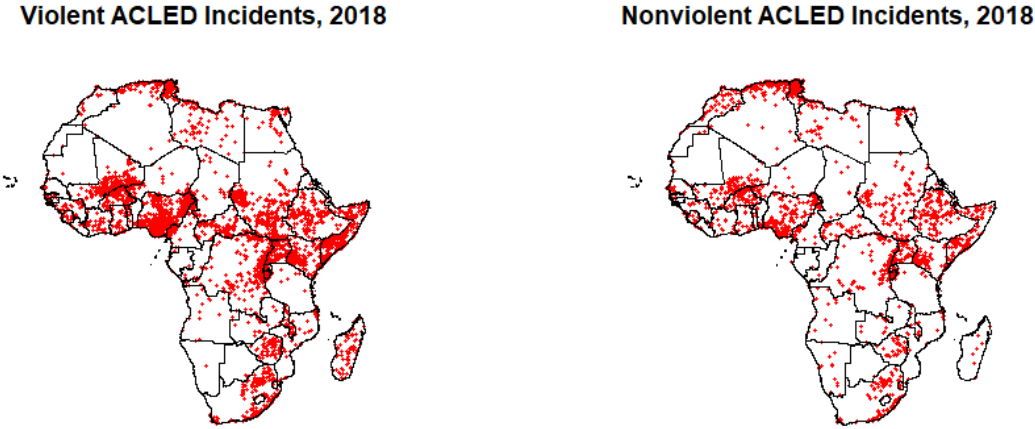 Violent ACLED Incidents, 2018
Nonviolent ACLED Incidents, 2018